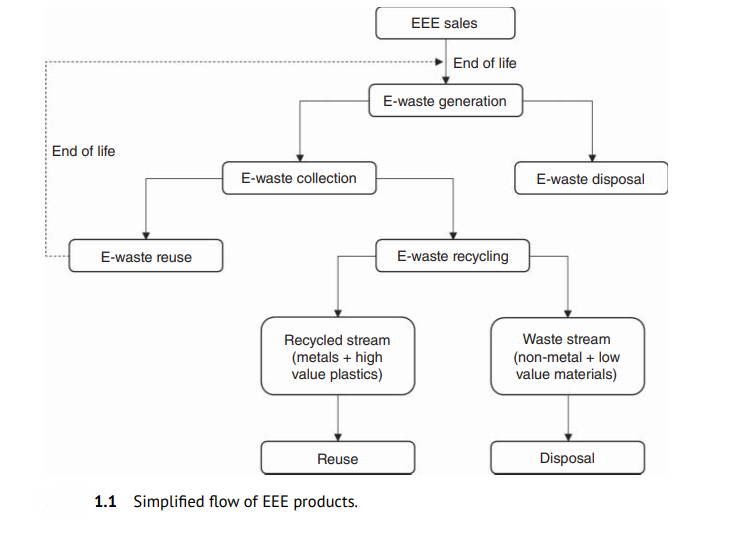 EEE sales
End of life
E-waste generation
End of life
E-waste collection
E-waste disposal
E-waste reuse
E-waste recycling
Recycled stream
(metals + high
value plastics)
Waste stream
(non-metal + low
value materials)
Reuse
Disposal
1.1 Simplified flow of EEE products.